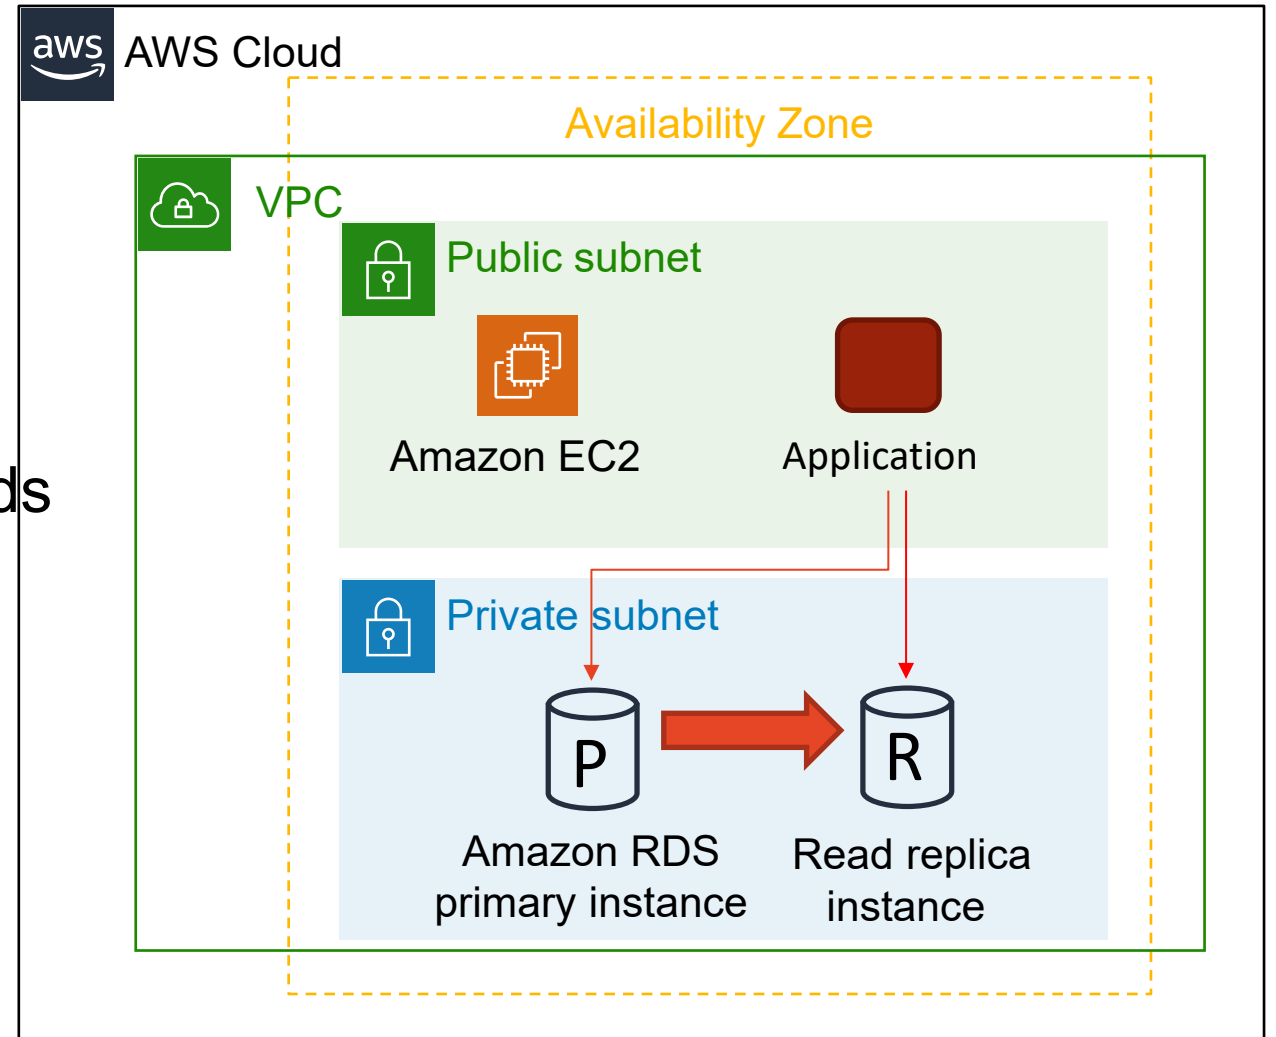 aws
AWS Cloud
Availability Zone
VPC
Public subnet
Amazon EC2
Application
ds
Private subnet
P
R
Amazon RDS
primary instance
Read replica
instance